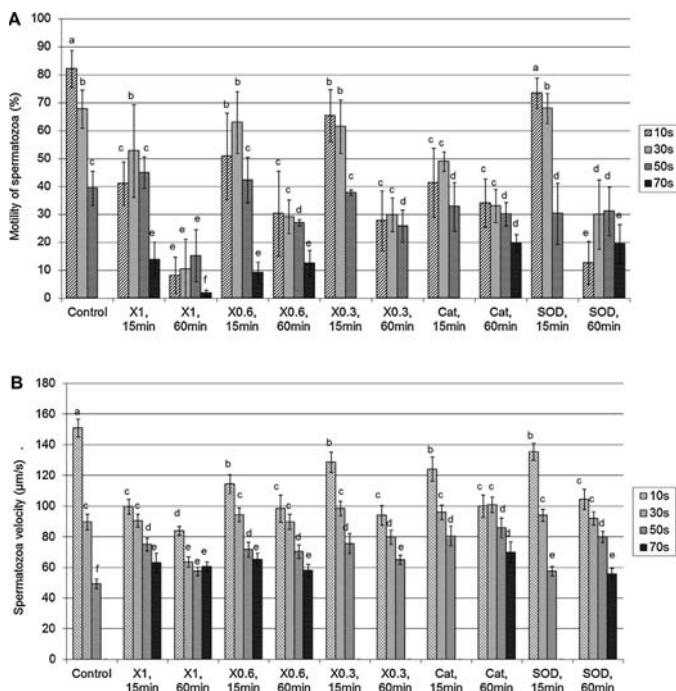 A
Motility of spermatozoa (%)
100
90
80
70
60
50
40
30
20
10
0
a b c
c b c e
e e e f
b b c e
c c d e
b b c
c c d
c c d
c c d e
a b d
e d d e
Control X1, X1, X0.6, X0.6, X0.3, X0.3, Cat, Cat, SOD, SOD,
15min 60min 15min 60min 15min 60min 15min 60min 15min 60min
10s
30s
50s
70s
B
Spermatozoa velocity (µm/s) .
180
160
140
120
100
80
60
40
20
0
a c f
c c d e
d e e e
b c d e
c c d e
b c d
c d e
b c d
c c d e
b c e
c c d e
Control X1, X1, X0.6, X0.6, X0.3, X0.3, Cat, Cat, SOD, SOD,
15min 60min 15min 60min 15min 60min 15min 60min 15min 60min
10s
30s
50s
70s